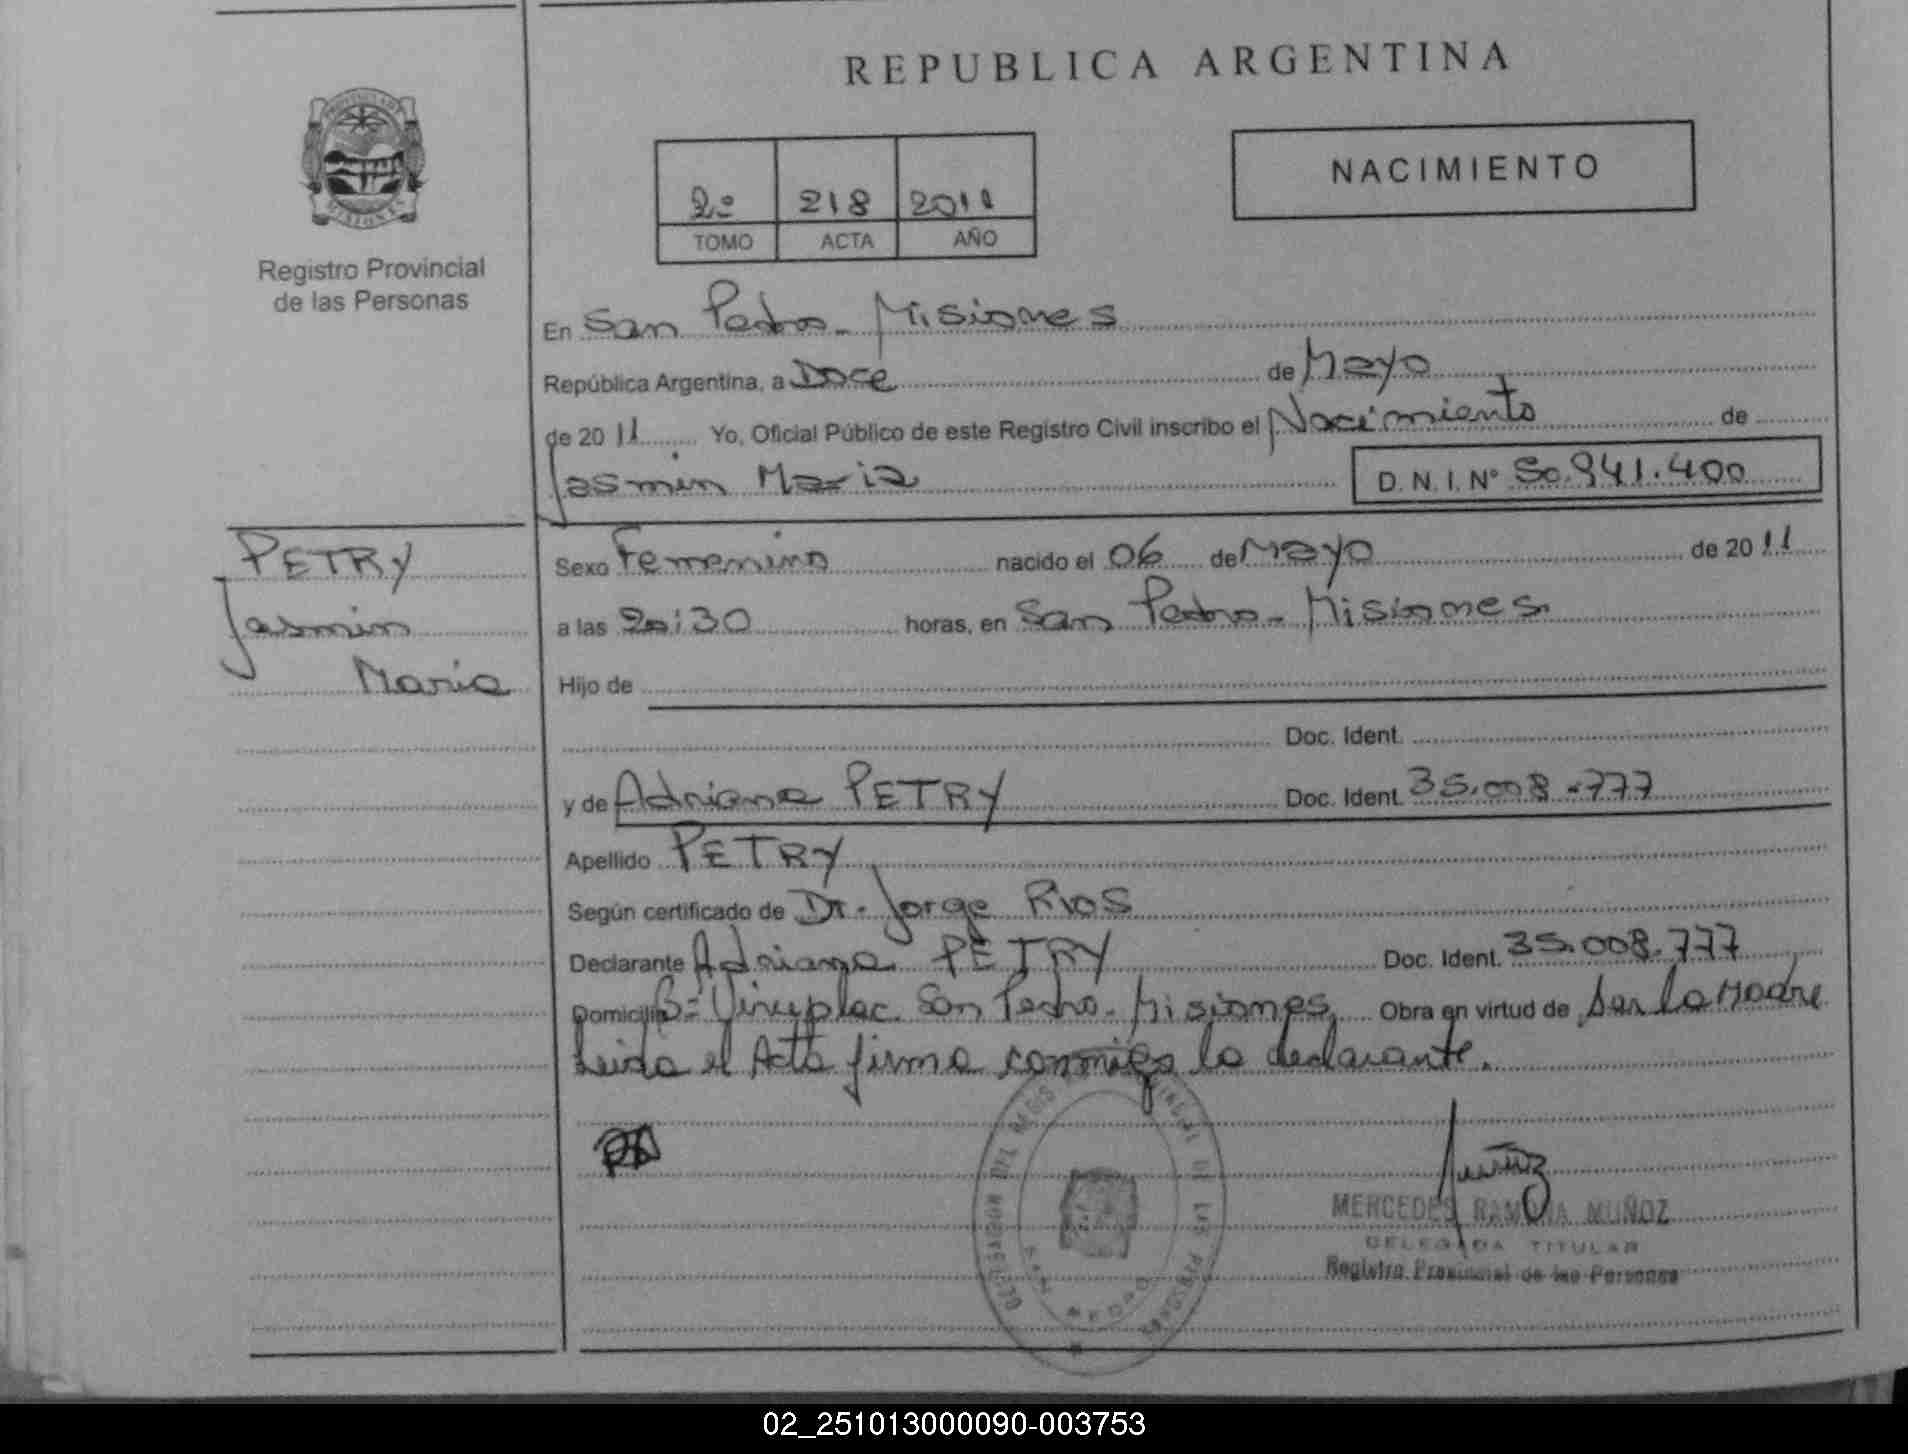 REPUBLICA ARGENTINA
NACIMIENTO
2º 218 2011
TOMO ACTA AÑO
Registro Provincial
de las Personas
En San Pedro - Misiones
República Argentina, a Doce de Mayo
de 2011 Yo, Oficial Público de este Registro Civil inscribo el Nacimiento de
Jasmin Maria D. N. I. Nº 50.941.400
PETRY
Jasmin
Maria
Sexo Femenino nacido el 06 de Mayo de 2011
a las 20:30 horas, en San Pedro - Misiones.
Hijo de
Doc. Ident.
y de Adriana PETRY Doc. Ident. 35.008.777
Apellido PETRY
Según certificado de Dr. Jorge Rios
Declarante Adriana PETRY Doc. Ident. 35.008.777
Domicilio Bº San Pedro - Misiones. Obra en virtud de Ser la Madre
Leida el Acta firma conmigo la declarante.
MERCEDES RAMONA MUÑOZ
DELEGADA TITULAR
Registro Provincial de las Personas
SAN PEDRO
02_251013000090-003753